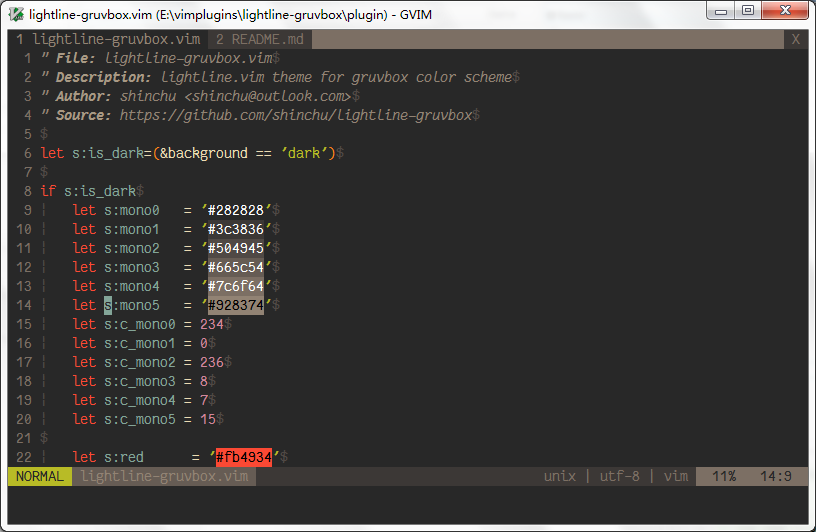 lightline-gruvbox.vim (E:\vimplugins\lightline-gruvbox\plugin) - GVIM
1 lightline-gruvbox.vim 2 README.md X
1 " File: lightline-gruvbox.vim$
2 " Description: lightline.vim theme for gruvbox color scheme$
3 " Author: shinchu <shinchu@outlook.com>$
4 " Source: https://github.com/shinchu/lightline-gruvbox$
5 $
6 let s:is_dark=(&background == 'dark')$
7 $
8 if s:is_dark$
9 ¦   let s:mono0   = '#282828'$
10 ¦   let s:mono1   = '#3c3836'$
11 ¦   let s:mono2   = '#504945'$
12 ¦   let s:mono3   = '#665c54'$
13 ¦   let s:mono4   = '#7c6f64'$
14 ¦   let s:mono5   = '#928374'$
15 ¦   let s:c_mono0 = 234$
16 ¦   let s:c_mono1 = 0$
17 ¦   let s:c_mono2 = 236$
18 ¦   let s:c_mono3 = 8$
19 ¦   let s:c_mono4 = 7$
20 ¦   let s:c_mono5 = 15$
21 $
22 ¦   let s:red      = '#fb4934'$
NORMAL lightline-gruvbox.vim unix | utf-8 | vim 11% 14:9